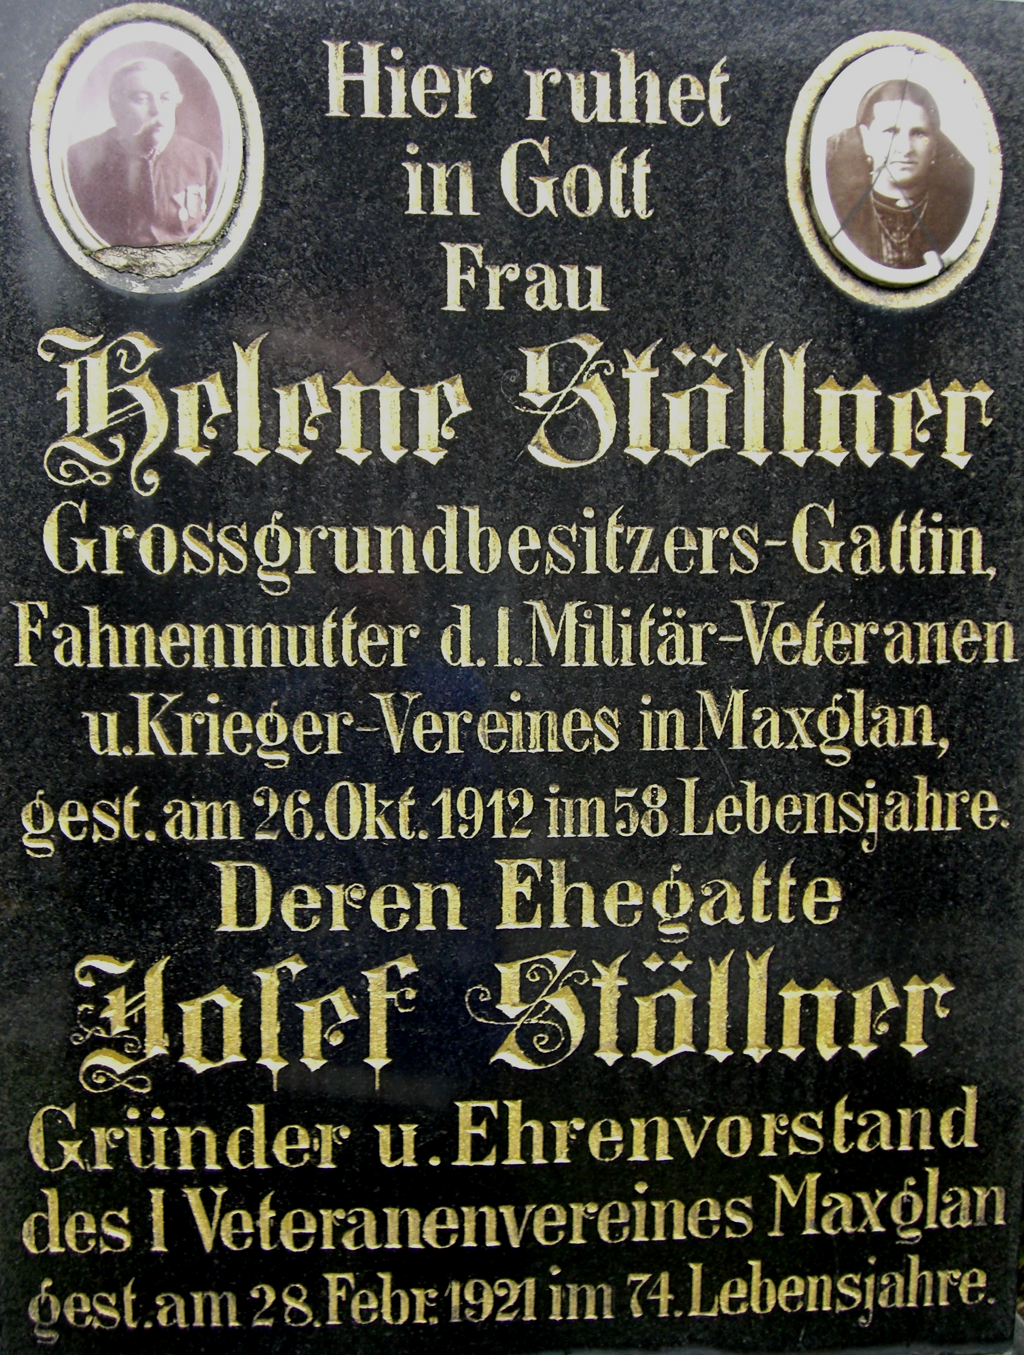 Hier ruhet
in Gott
Frau
Helene Stöllner
Grossgrundbesitzers-Gattin,
Fahnenmutter d. I. Militär-Veteranen
u. Krieger-Vereines in Maxglan,
gest. am 26. Okt. 1912 im 58 Lebensjahre.
Deren Ehegatte
Josef Stöllner
Gründer u. Ehrenvorstand
des I Veteranenvereines Maxglan
gest. am 28. Febr. 1921 im 74. Lebensjahre.